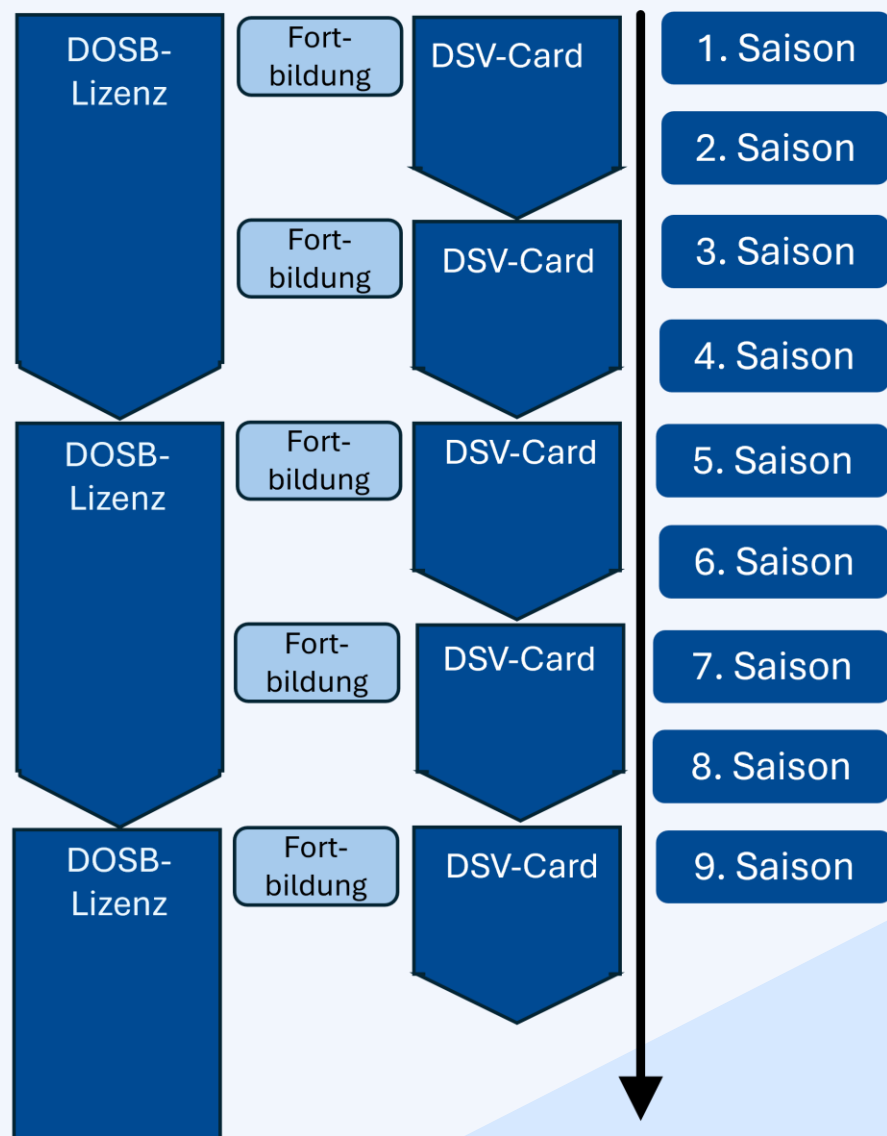 DOSB-
Lizenz
Fort-
bildung
DSV-Card
1. Saison
2. Saison
Fort-
bildung
DSV-Card
3. Saison
4. Saison
DOSB-
Lizenz
Fort-
bildung
DSV-Card
5. Saison
6. Saison
Fort-
bildung
DSV-Card
7. Saison
8. Saison
DOSB-
Lizenz
Fort-
bildung
DSV-Card
9. Saison